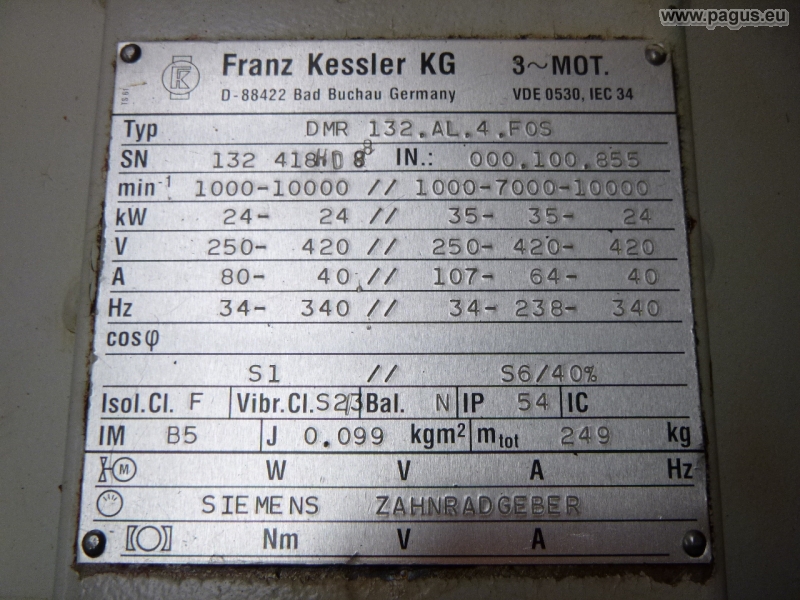 www.pagus.eu
Franz Kessler KG 3~MOT.
D-88422 Bad Buchau Germany VDE 0530, IEC 34
Typ DMR 132.AL.4.FOS
SN 132 418 IN.: 000.100.855
min-1 1000-10000 // 1000-7000-10000
kW 24- 24 // 35- 35- 24
V 250- 420 // 250- 420- 420
A 80- 40 // 107- 64- 40
Hz 34- 340 // 34- 238- 340
cosφ
S1 // S6/40%
Isol.Cl. F Vibr.Cl. S2/3 Bal. N IP 54 IC
IM B5 J 0.099 kgm² mtot 249 kg
M W V A Hz
SIEMENS ZAHNRADGEBER
Nm V A